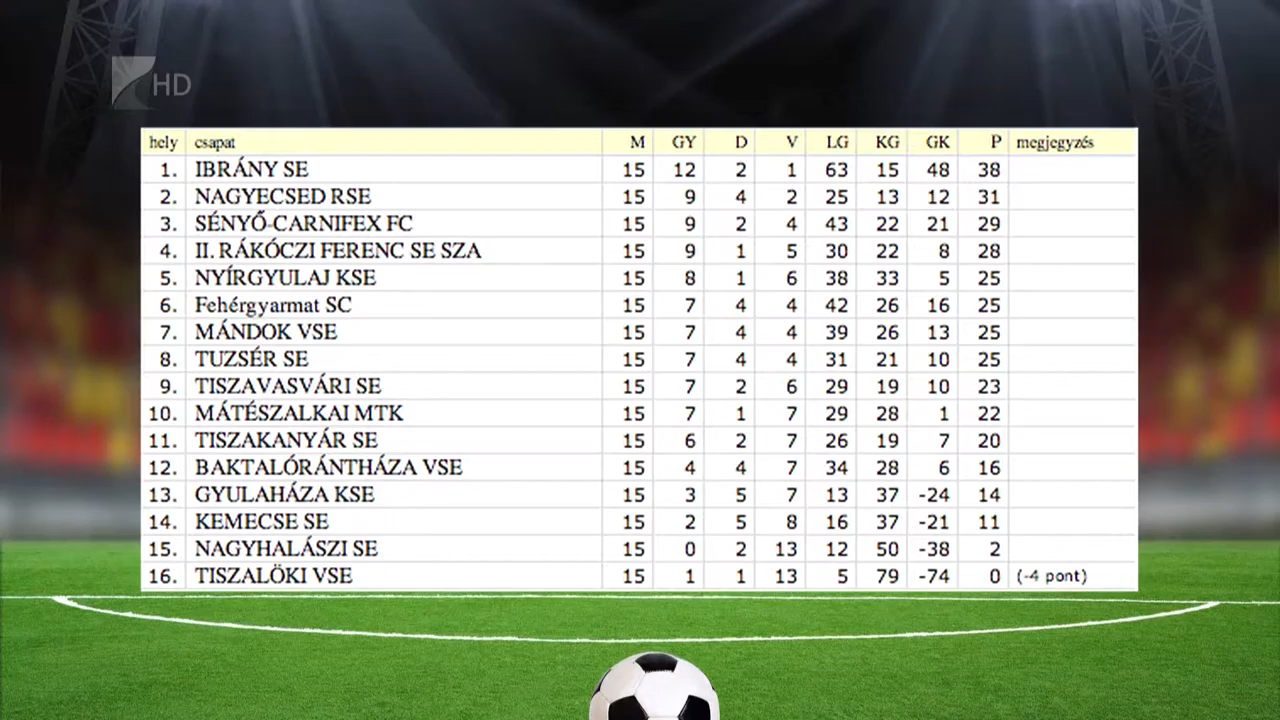 HD
hely csapat M GY D V LG KG GK P megjegyzés
1. IBRÁNY SE 15 12 2 1 63 15 48 38
2. NAGYECSED RSE 15 9 4 2 25 13 12 31
3. SÉNYŐ-CARNIFEX FC 15 9 2 4 43 22 21 29
4. II. RÁKÓCZI FERENC SE SZA 15 9 1 5 30 22 8 28
5. NYÍRGYULAJ KSE 15 8 1 6 38 33 5 25
6. Fehérgyarmat SC 15 7 4 4 42 26 16 25
7. MÁNDOK VSE 15 7 4 4 39 26 13 25
8. TUZSÉR SE 15 7 4 4 31 21 10 25
9. TISZAVASVÁRI SE 15 7 2 6 29 19 10 23
10. MÁTÉSZALKAI MTK 15 7 1 7 29 28 1 22
11. TISZAKANYÁR SE 15 6 2 7 26 19 7 20
12. BAKTALÓRÁNTHÁZA VSE 15 4 4 7 34 28 6 16
13. GYULAHÁZA KSE 15 3 5 7 13 37 -24 14
14. KEMECSE SE 15 2 5 8 16 37 -21 11
15. NAGYHALÁSZI SE 15 0 2 13 12 50 -38 2
16. TISZALÖKI VSE 15 1 1 13 5 79 -74 0 (-4 pont)